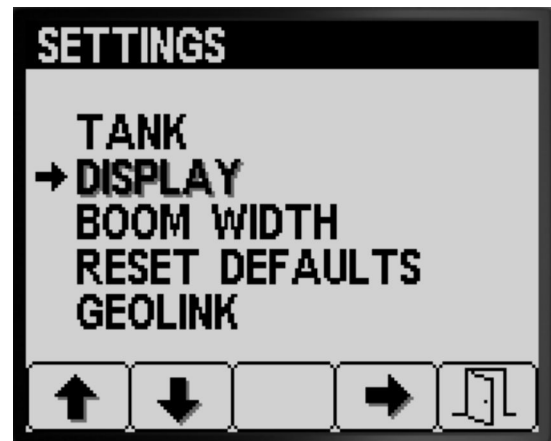 SETTINGS
TANK
DISPLAY
BOOM WIDTH
RESET DEFAULTS
GEOLINK